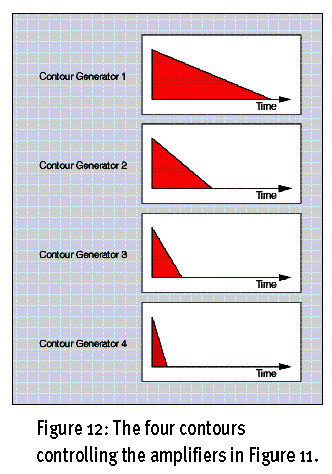 Contour Generator 1
Time
Contour Generator 2
Time
Contour Generator 3
Time
Contour Generator 4
Time
Figure 12: The four contours
controlling the amplifiers in Figure 11.